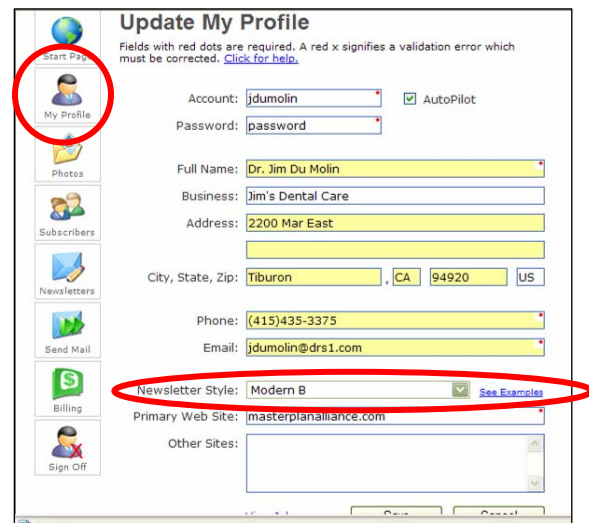 Update My Profile
Fields with red dots are required. A red x signifies a validation error which
must be corrected. Click for help.
Start Page
My Profile
Photos
Subscribers
Newsletters
Send Mail
Billing
Sign Off
Account: jdumolin AutoPilot
Password: password
Full Name: Dr. Jim Du Molin
Business: Jim's Dental Care
Address: 2200 Mar East
City, State, Zip: Tiburon , CA 94920 US
Phone: (415)435-3375
Email: jdumolin@drs1.com
Newsletter Style: Modern B See Examples
Primary Web Site: masterplanalliance.com
Other Sites:
Save Cancel